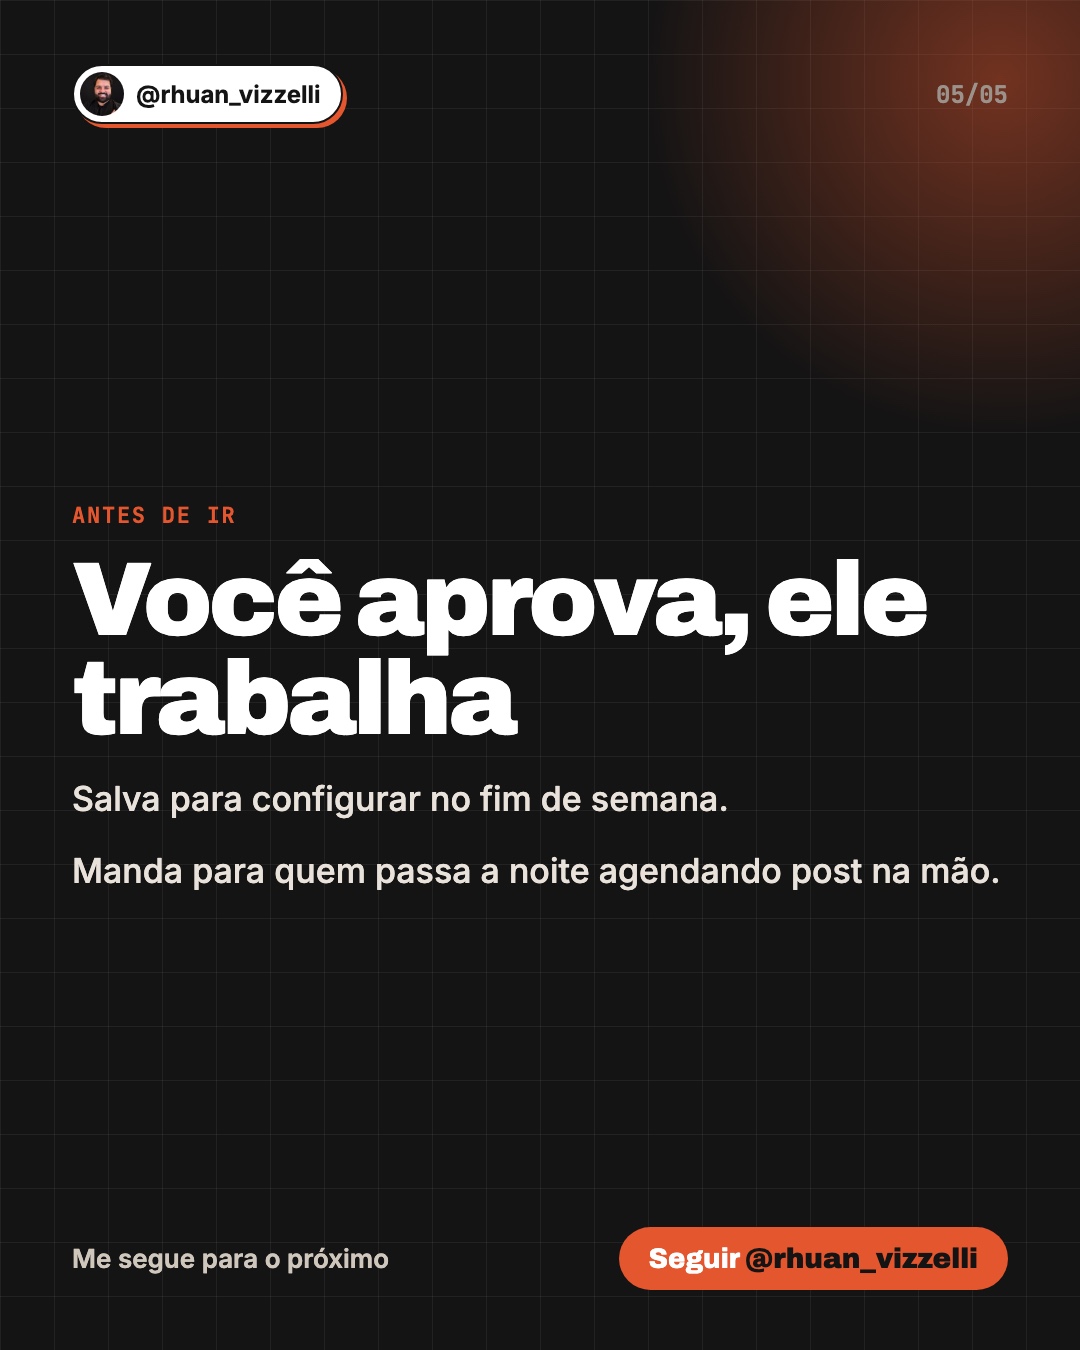 @rhuan_vizzelli
05/05
ANTES DE IR
Você aprova, ele
trabalha
Salva para configurar no fim de semana.
Manda para quem passa a noite agendando post na mão.
Me segue para o próximo
Seguir @rhuan_vizzelli